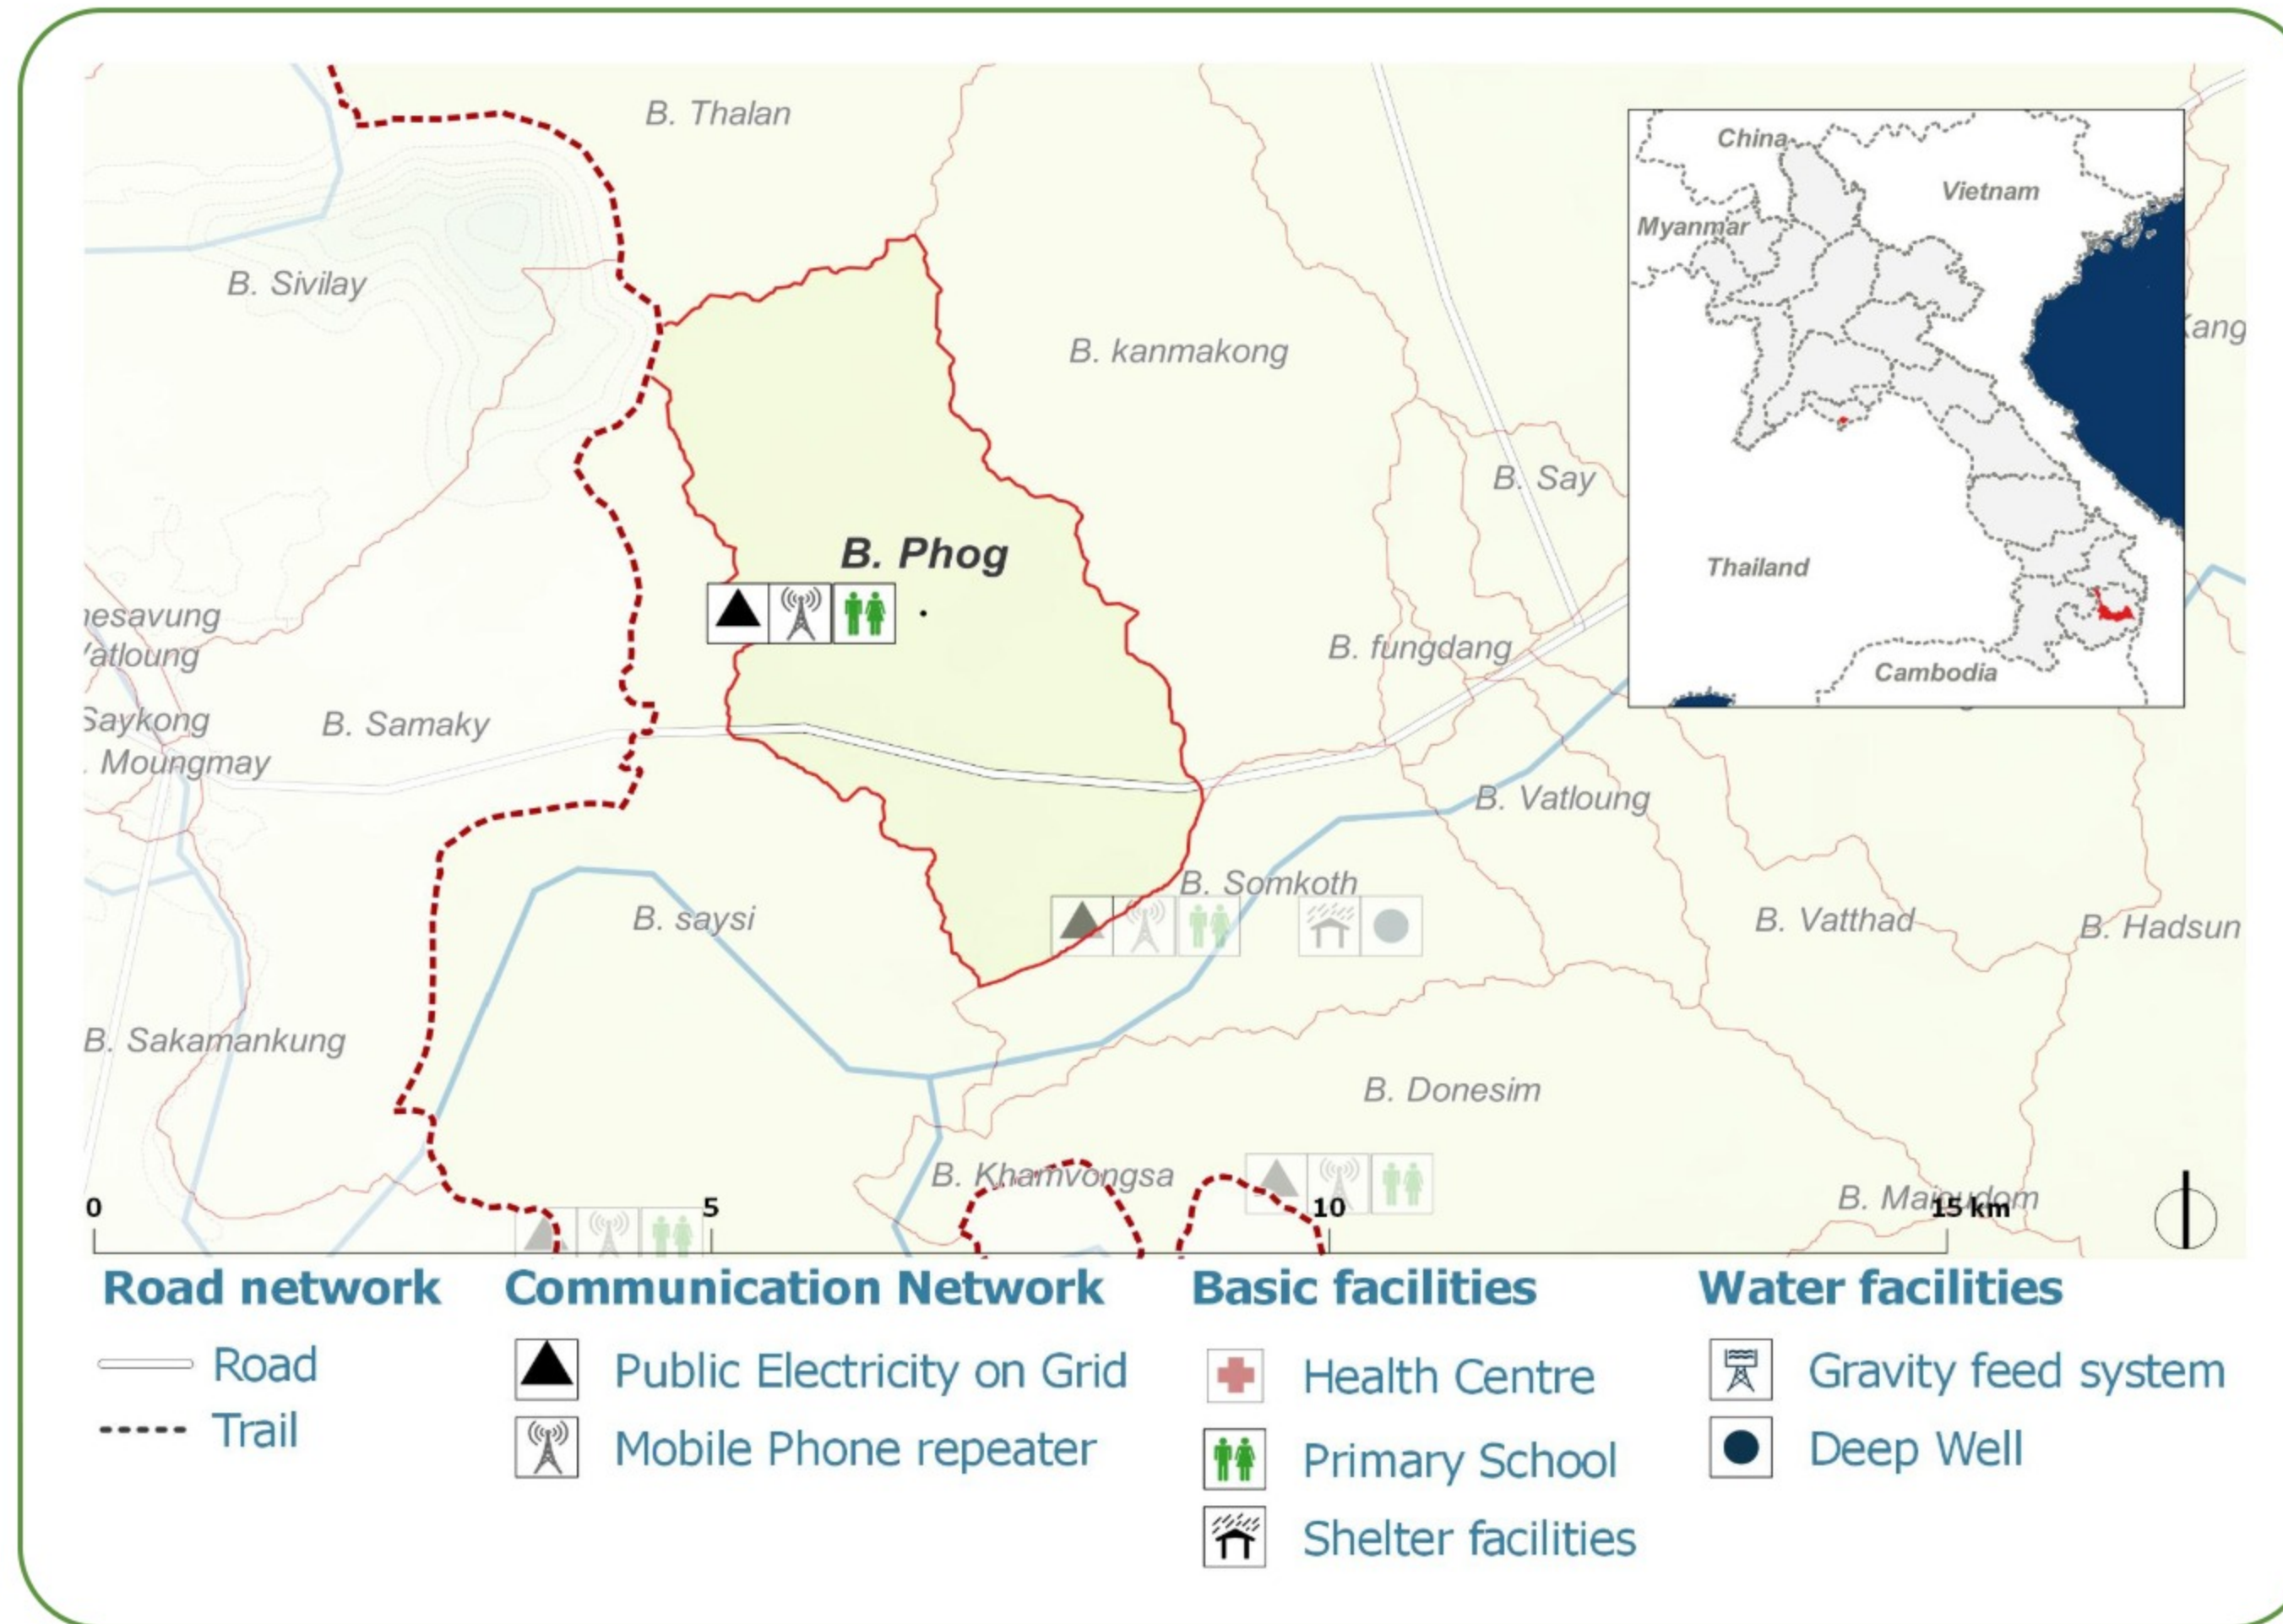 B. Thalan
China
Vietnam
Myanmar
B. Sivilay
B. kanmakong
B. Say
B. Phog
Thailand
B. fungdang
Cambodia
B. Samaky
Saykong
Moungmay
B. Vatloung
B. Somkoth
B. saysi
B. Vatthad
B. Hadsun
B. Sakamankung
B. Donesim
B. Khamvongsa
0
5
10
15 km
Road network
Road
Trail
Communication Network
Public Electricity on Grid
Mobile Phone repeater
Basic facilities
Health Centre
Primary School
Shelter facilities
Water facilities
Gravity feed system
Deep Well